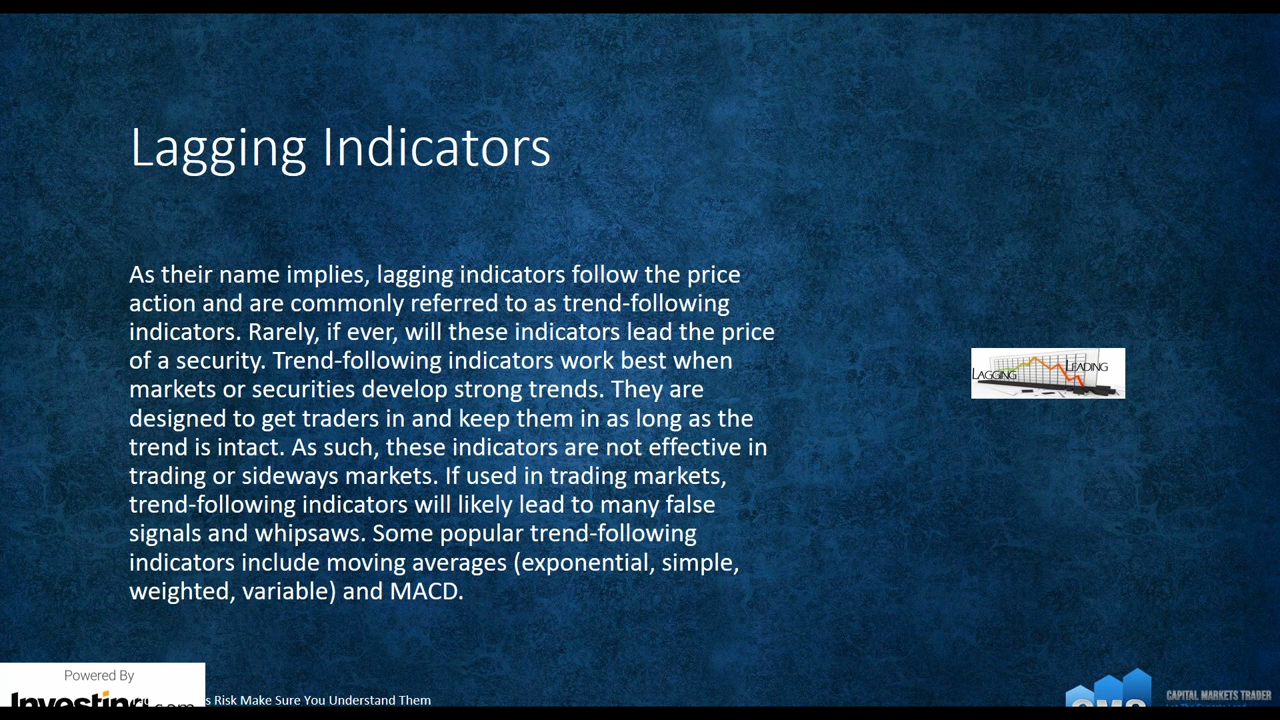 Lagging Indicators
As their name implies, lagging indicators follow the price
action and are commonly referred to as trend-following
indicators. Rarely, if ever, will these indicators lead the price
of a security. Trend-following indicators work best when
markets or securities develop strong trends. They are
designed to get traders in and keep them in as long as the
trend is intact. As such, these indicators are not effective in
trading or sideways markets. If used in trading markets,
trend-following indicators will likely lead to many false
signals and whipsaws. Some popular trend-following
indicators include moving averages (exponential, simple,
weighted, variable) and MACD.
LAGGING
LEADING
Powered By
Investing.com
Risk Make Sure You Understand Them
CMC
CAPITAL MARKETS TRADER